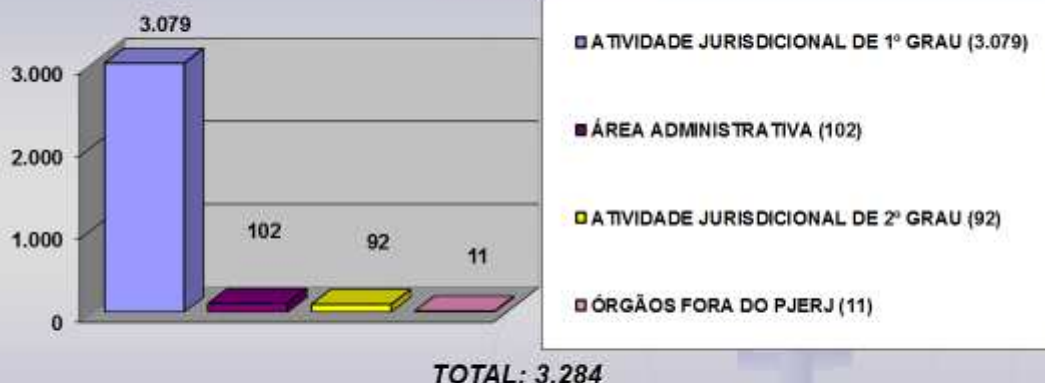 3.079
3.000
2.000
1.000
0
102
92
11
ATIVIDADE JURISDICIONAL DE 1º GRAU (3.079)
ÁREA ADMINISTRATIVA (102)
ATIVIDADE JURISDICIONAL DE 2º GRAU (92)
ÓRGÃOS FORA DO PJERJ (11)
TOTAL: 3.284